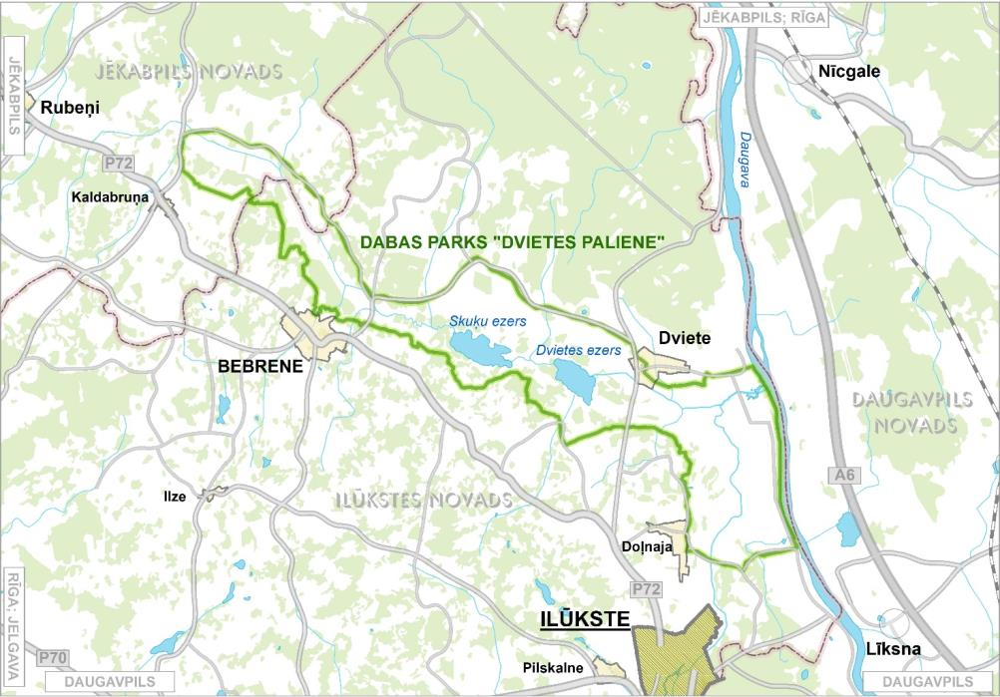 JĒKABPILS; RĪGA
JĒKABPILS
JĒKABPILS NOVADS
Nīcgale
Rubeņi
P72
Daugava
Kaldabruņa
DABAS PARKS "DVIETES PALIENE"
Skuķu ezers
Dvietes ezers
Dviete
BEBRENE
DAUGAVPILS
NOVADS
A6
Ilze
ILŪKSTES NOVADS
Doļnaja
P72
RĪGA; JELGAVA
ILŪKSTE
Līksna
P70
Pilskalne
DAUGAVPILS
DAUGAVPILS